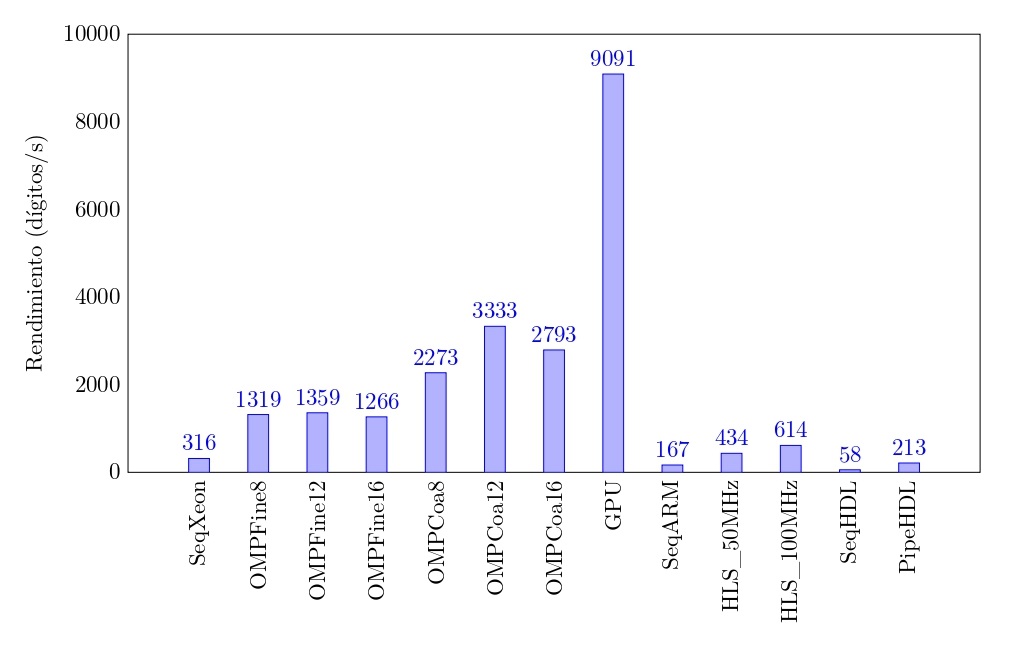 Rendimiento (dígitos/s)
10000
8000
6000
4000
2000
0
316
1319
1359
1266
2273
3333
2793
9091
167
434
614
58
213
SeqXeon
OMPFine8
OMPFine12
OMPFine16
OMPCoa8
OMPCoa12
OMPCoa16
GPU
SeqARM
HLS_50MHz
HLS_100MHz
SeqHDL
PipeHDL